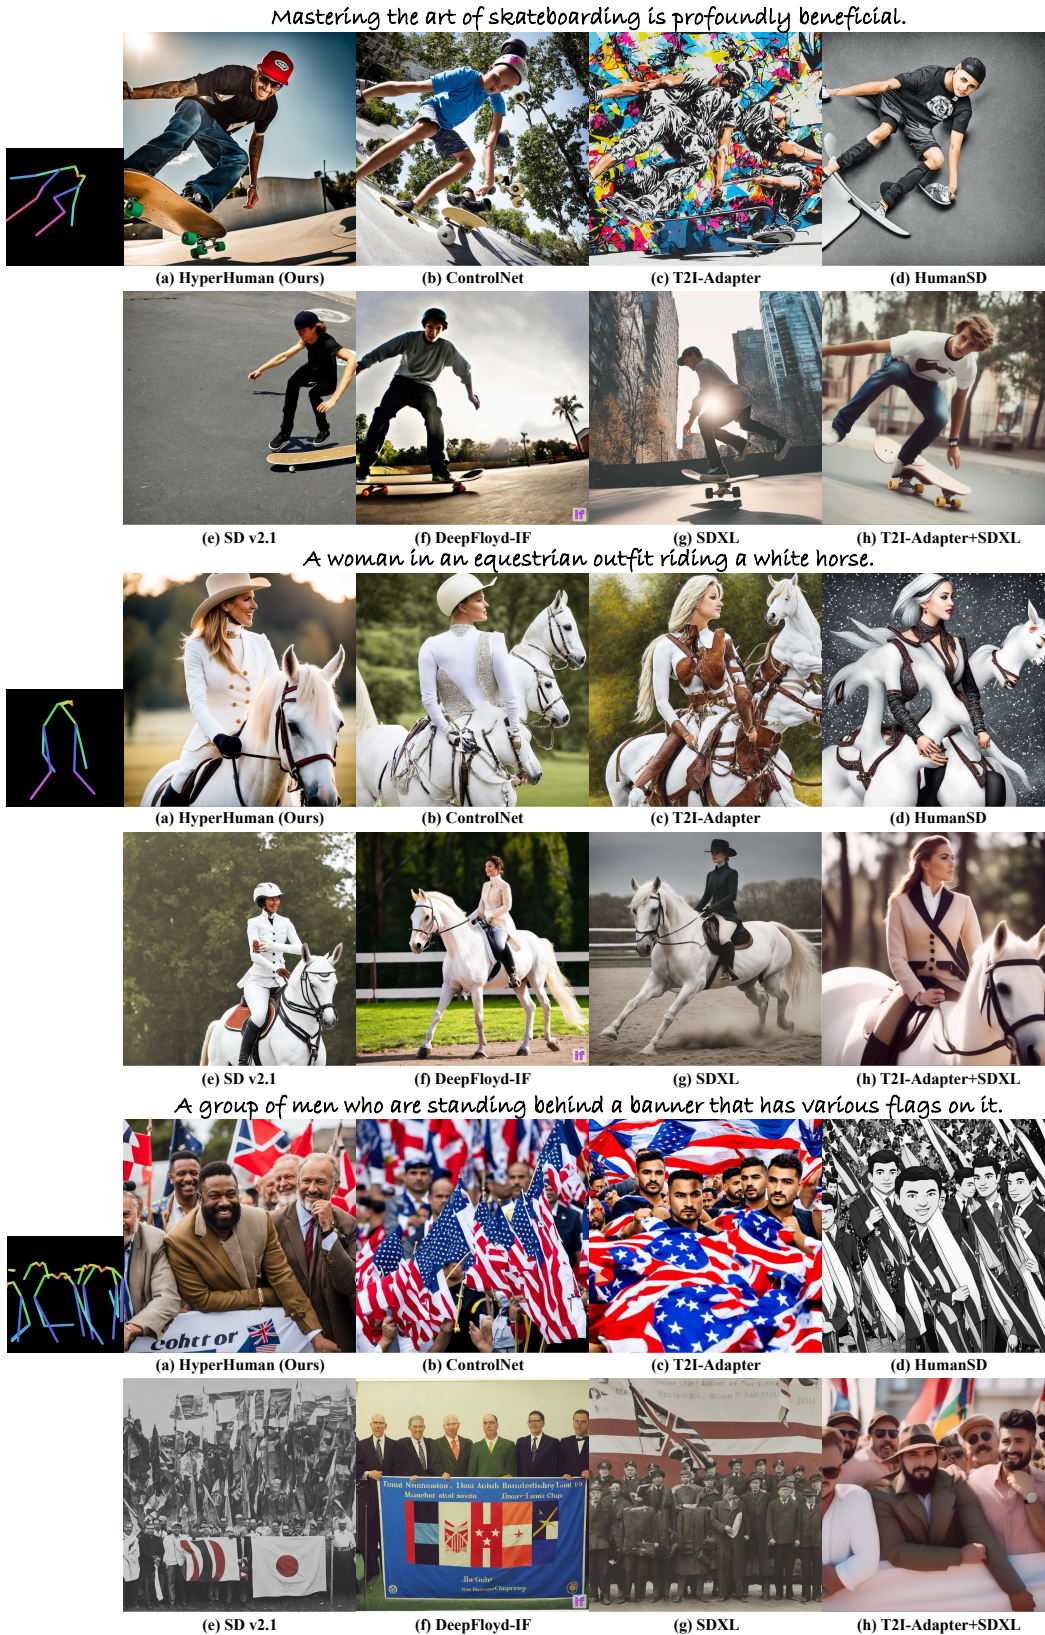 Mastering the art of skateboarding is profoundly beneficial.
(a) HyperHuman (Ours) (b) ControlNet (c) T2I-Adapter (d) HumanSD
if
(e) SD v2.1 (f) DeepFloyd-IF (g) SDXL (h) T2I-Adapter+SDXL
A woman in an equestrian outfit riding a white horse.
(a) HyperHuman (Ours) (b) ControlNet (c) T2I-Adapter (d) HumanSD
if
(e) SD v2.1 (f) DeepFloyd-IF (g) SDXL (h) T2I-Adapter+SDXL
A group of men who are standing behind a banner that has various flags on it.
(a) HyperHuman (Ours) (b) ControlNet (c) T2I-Adapter (d) HumanSD
if
(e) SD v2.1 (f) DeepFloyd-IF (g) SDXL (h) T2I-Adapter+SDXL